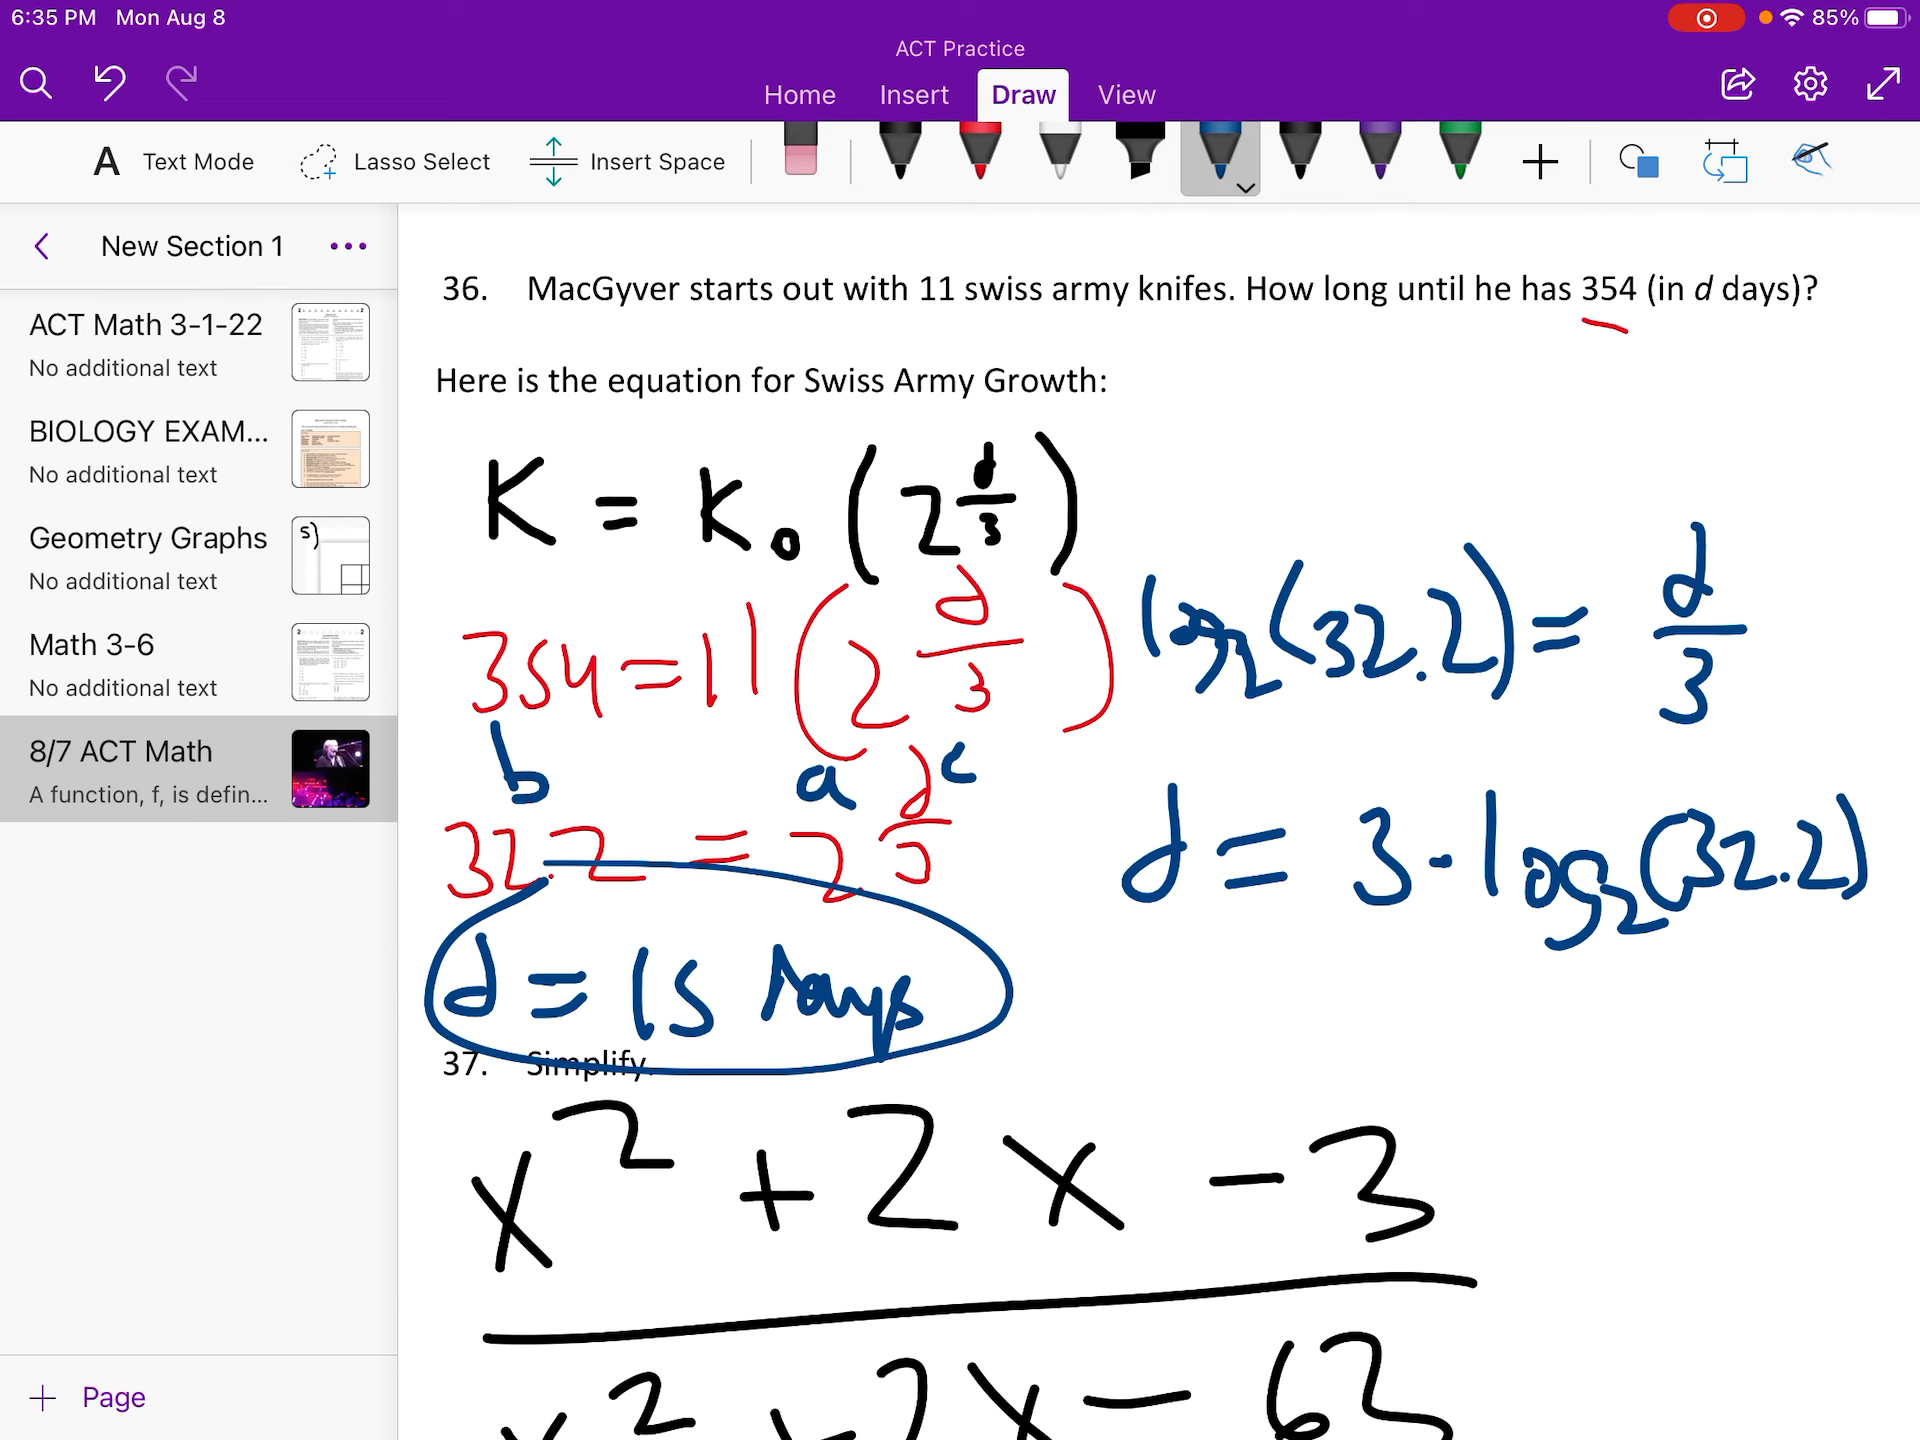 6:35 PM Mon Aug 8
85%
ACT Practice
Home Insert Draw View
A Text Mode Lasso Select Insert Space
New Section 1
ACT Math 3-1-22
No additional text
BIOLOGY EXAM...
No additional text
Geometry Graphs
No additional text
5)
Math 3-6
No additional text
8/7 ACT Math
A function, f, is defin...
+ Page
36. MacGyver starts out with 11 swiss army knifes. How long until he has 354 (in d days)?
Here is the equation for Swiss Army Growth:
K = K₀ (2^(d/3))
354 = 11 (2^(d/3))
log₂(32.2) = d/3
b a c
32.2 = 2^(d/3)
d = 3 · log₂(32.2)
d = 15 days
37. Simplify.
x² + 2x - 3